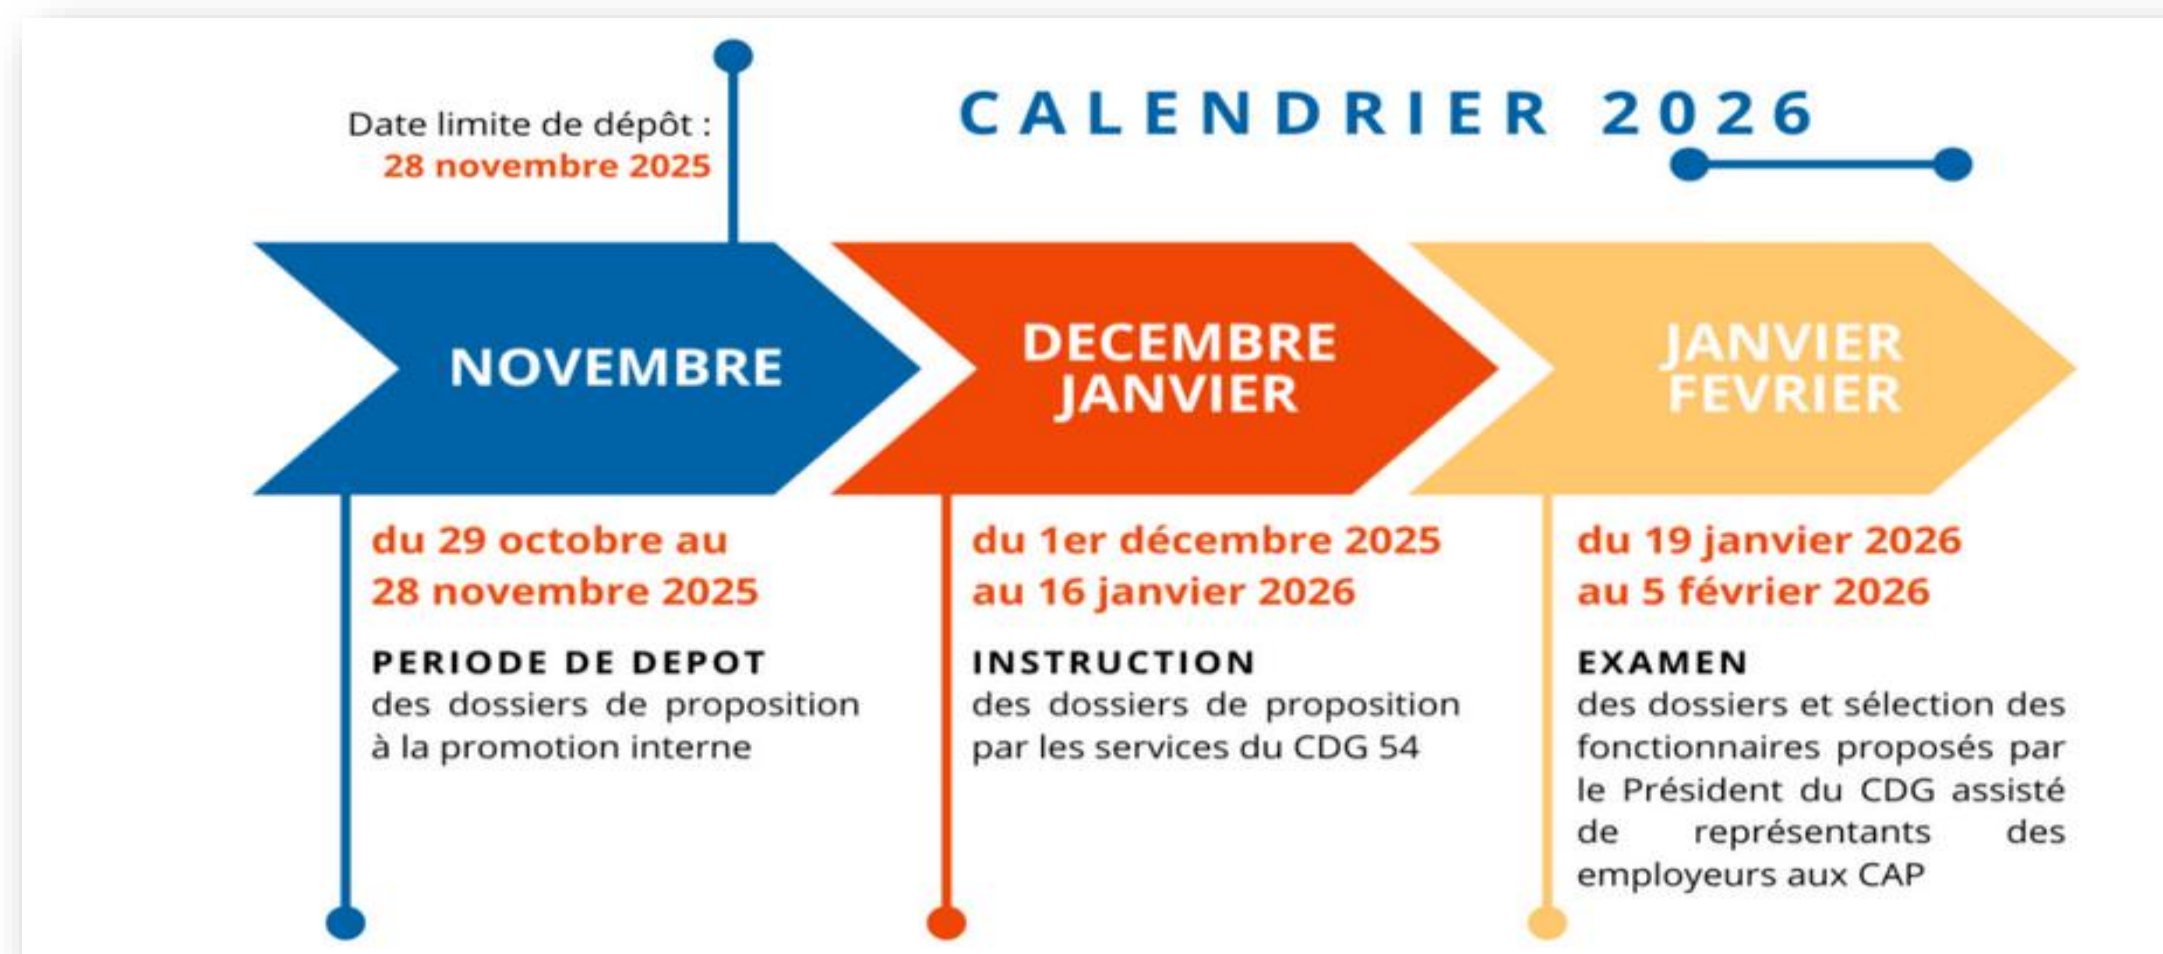 Date limite de dépôt :
28 novembre 2025
CALENDRIER 2026
NOVEMBRE
DECEMBRE
JANVIER
JANVIER
FEVRIER
du 29 octobre au
28 novembre 2025
PERIODE DE DEPOT
des dossiers de proposition
à la promotion interne
du 1er décembre 2025
au 16 janvier 2026
INSTRUCTION
des dossiers de proposition
par les services du CDG 54
du 19 janvier 2026
au 5 février 2026
EXAMEN
des dossiers et sélection des
fonctionnaires proposés par
le Président du CDG assisté
de représentants des
employeurs aux CAP